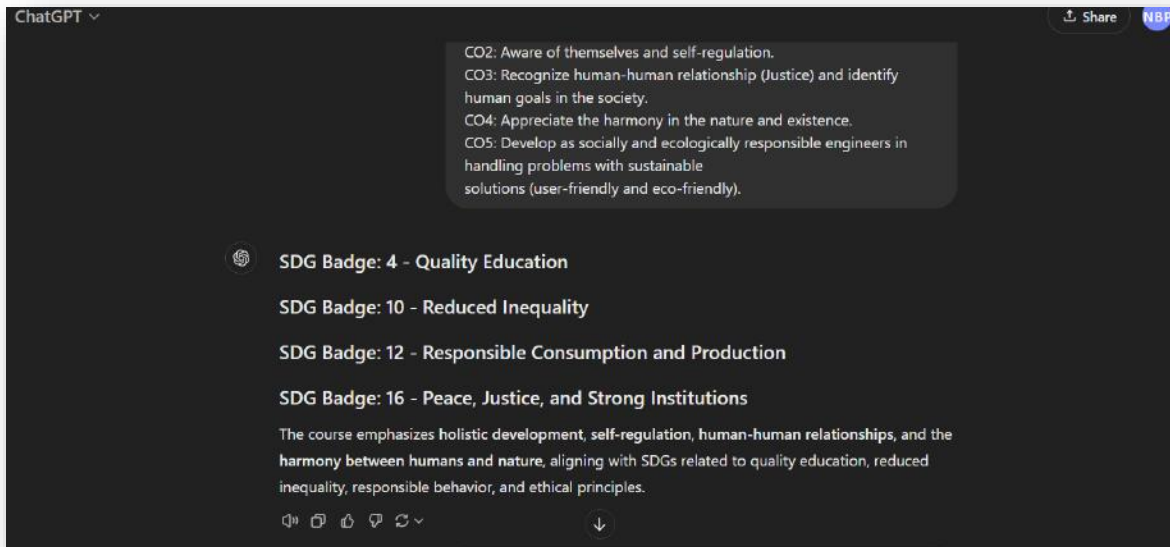 ChatGPT
Share
NBP
CO2: Aware of themselves and self-regulation.
CO3: Recognize human-human relationship (Justice) and identify
human goals in the society.
CO4: Appreciate the harmony in the nature and existence.
CO5: Develop as socially and ecologically responsible engineers in
handling problems with sustainable
solutions (user-friendly and eco-friendly).
SDG Badge: 4 - Quality Education
SDG Badge: 10 - Reduced Inequality
SDG Badge: 12 - Responsible Consumption and Production
SDG Badge: 16 - Peace, Justice, and Strong Institutions
The course emphasizes holistic development, self-regulation, human-human relationships, and the
harmony between humans and nature, aligning with SDGs related to quality education, reduced
inequality, responsible behavior, and ethical principles.